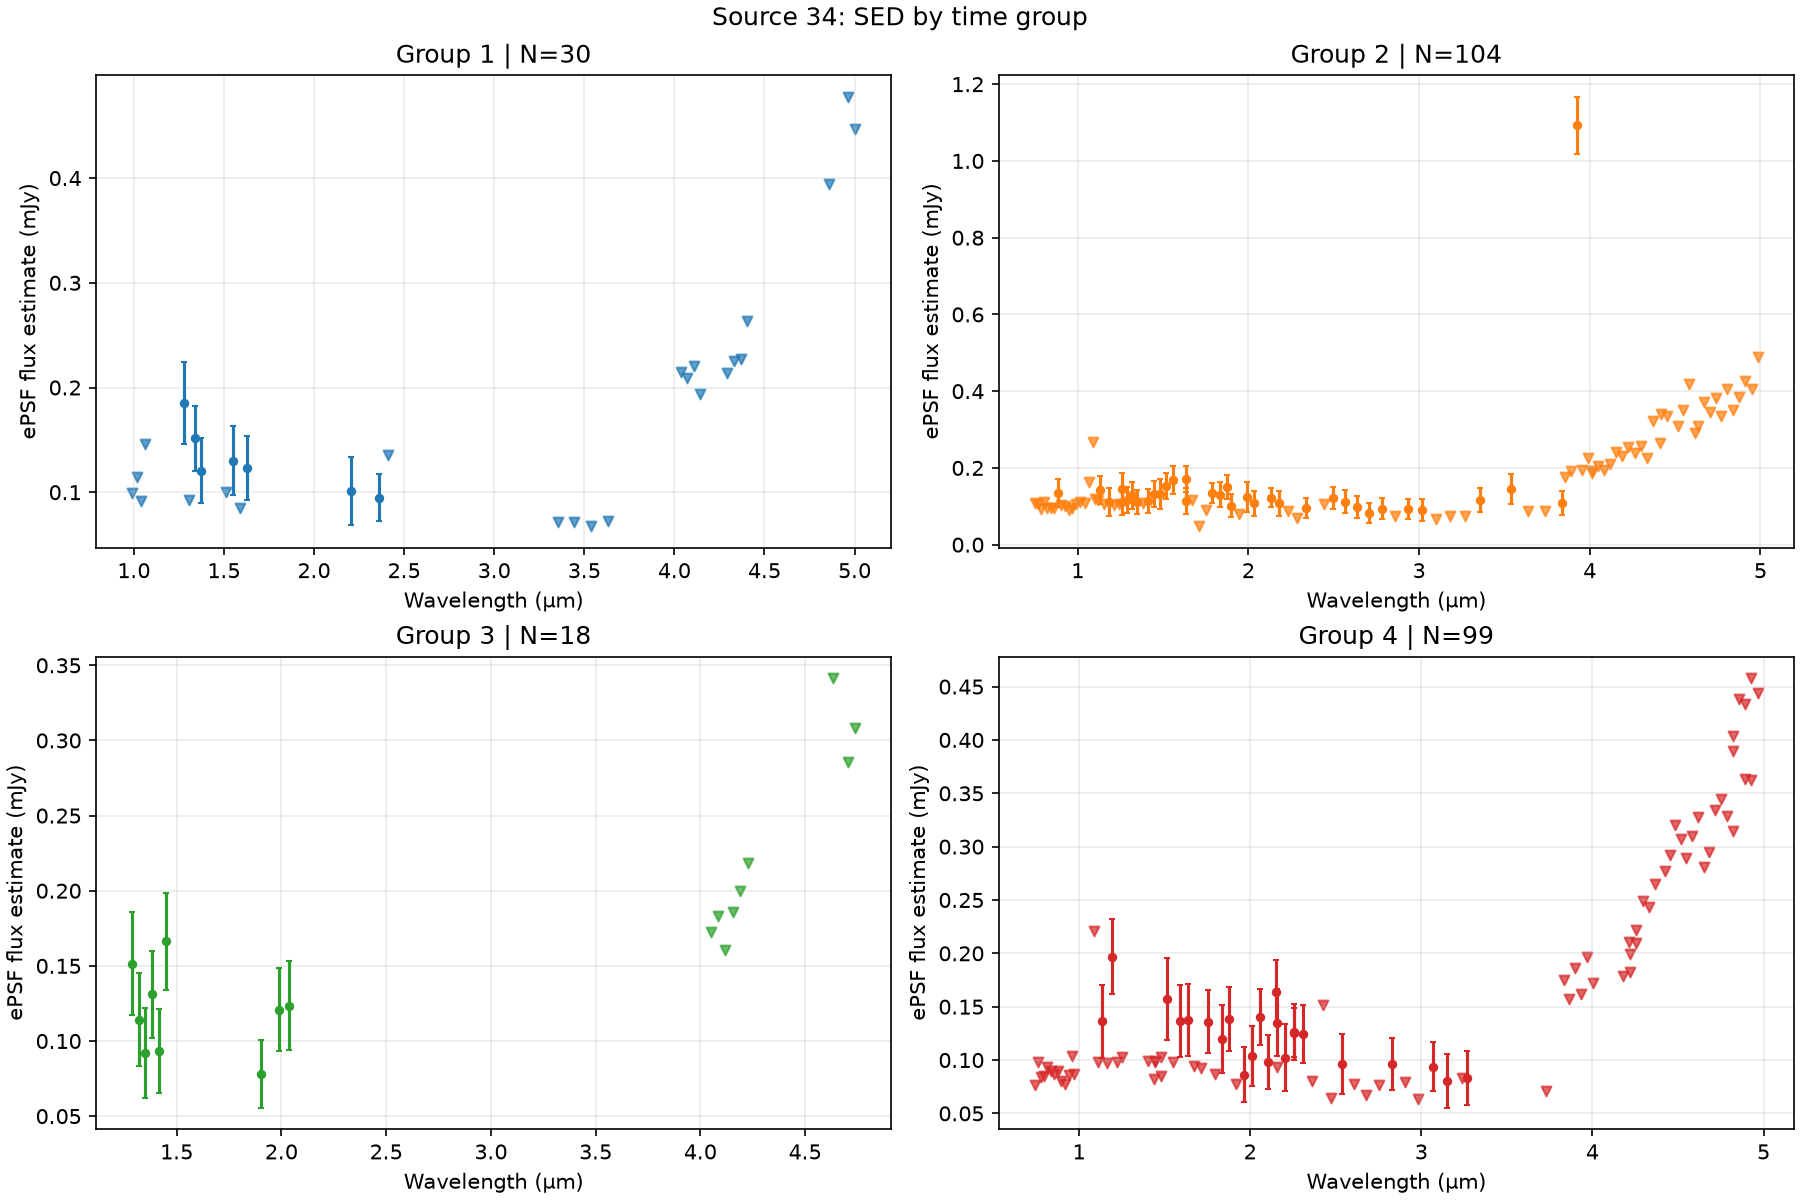 Source 34: SED by time group
Group 1 | N=30
ePSF flux estimate (mJy)
0.4
0.3
0.2
0.1
1.0 1.5 2.0 2.5 3.0 3.5 4.0 4.5 5.0
Wavelength (µm)
Group 2 | N=104
ePSF flux estimate (mJy)
1.2
1.0
0.8
0.6
0.4
0.2
0.0
1 2 3 4 5
Wavelength (µm)
Group 3 | N=18
ePSF flux estimate (mJy)
0.35
0.30
0.25
0.20
0.15
0.10
0.05
1.5 2.0 2.5 3.0 3.5 4.0 4.5
Wavelength (µm)
Group 4 | N=99
ePSF flux estimate (mJy)
0.45
0.40
0.35
0.30
0.25
0.20
0.15
0.10
0.05
1 2 3 4 5
Wavelength (µm)